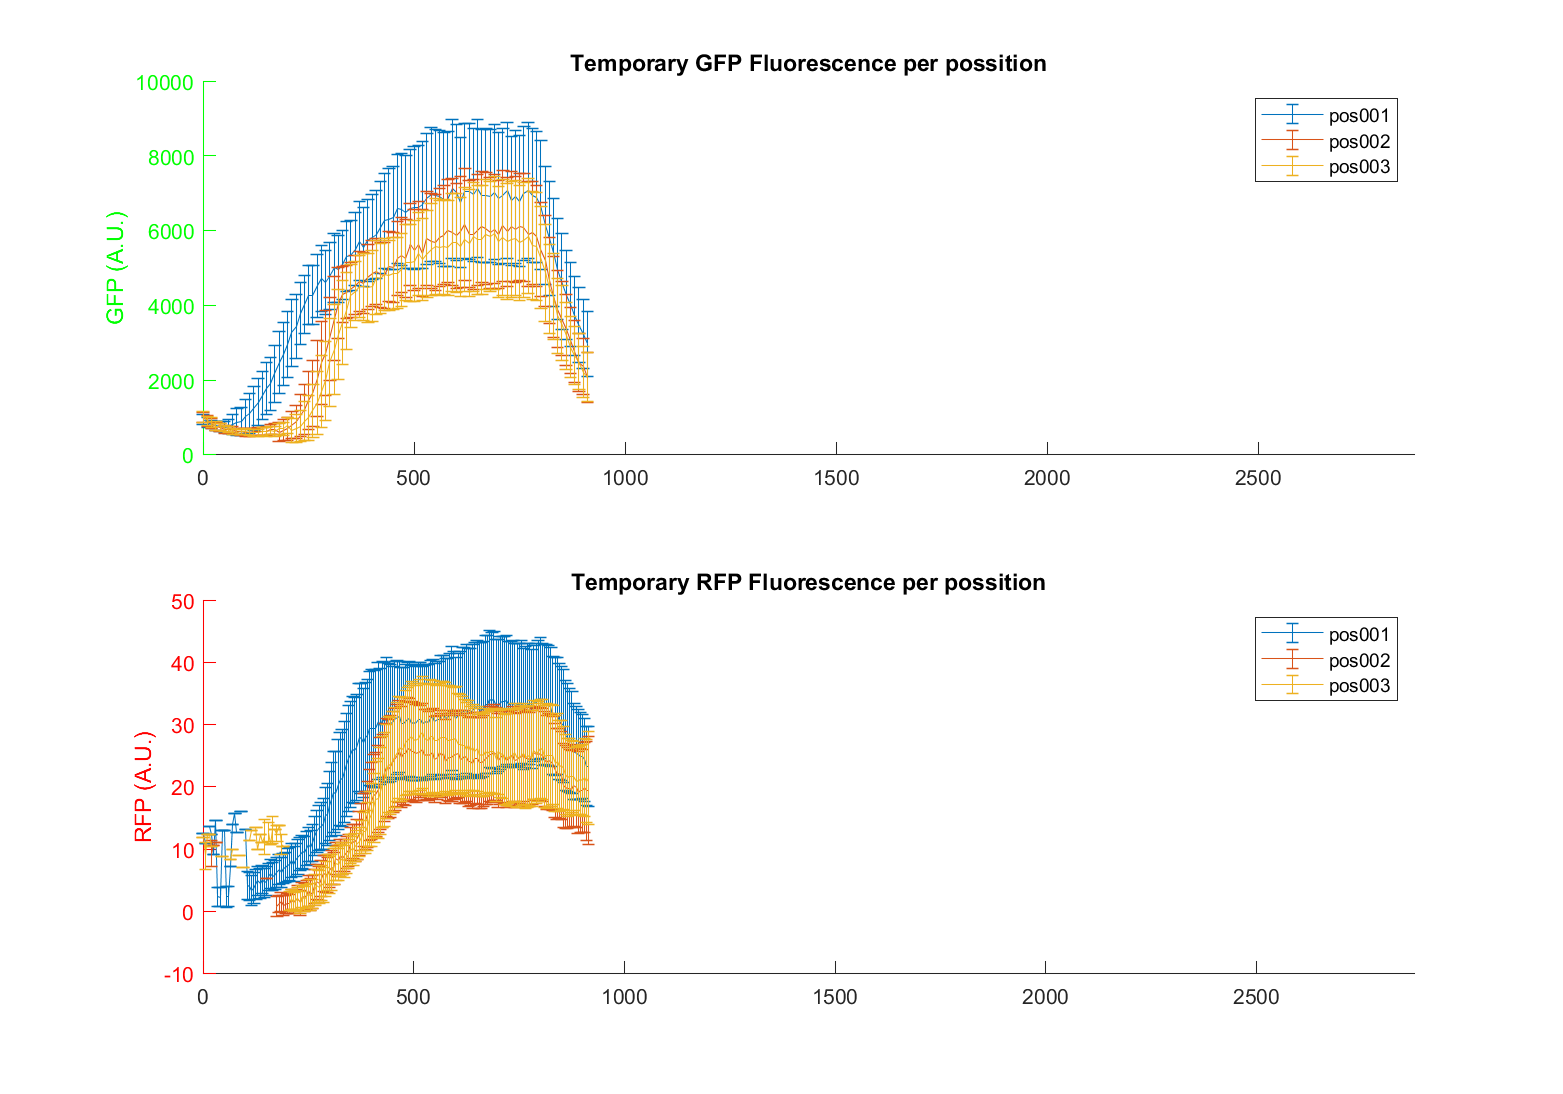 Temporary GFP Fluorescence per possition
10000
8000
6000
4000
2000
0
GFP (A.U.)
pos001
pos002
pos003
0 500 1000 1500 2000 2500
Temporary RFP Fluorescence per possition
50
40
30
20
10
0
-10
RFP (A.U.)
pos001
pos002
pos003
0 500 1000 1500 2000 2500